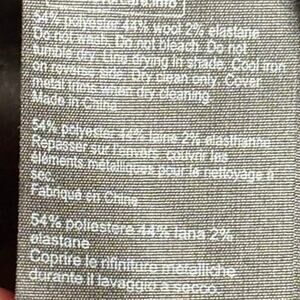 54% polyester 44% wool 2% elastane
Do not wash. Do not bleach. Do not
tumble dry. Line drying in shade. Cool iron
on reverse side. Dry clean only. Cover
metal trims when dry cleaning.
Made in China
54% polyester 44% laine 2% élasthanne
Repasser sur l'envers. couvrir les
éléments métalliques pour le nettoyage à
sec.
Fabriqué en Chine
54% poliestere 44% lana 2%
elastane
Coprire le rifiniture metalliche
durante il lavaggio a secco.